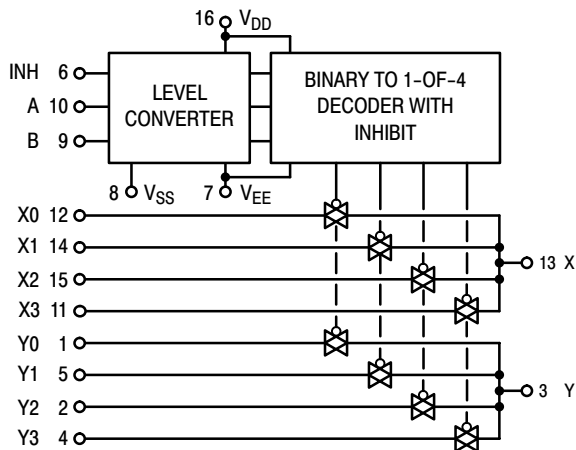 16 VDD
INH 6
A 10
B 9
LEVEL
CONVERTER
BINARY TO 1-OF-4
DECODER WITH
INHIBIT
8 VSS
7 VEE
X0 12
X1 14
X2 15
X3 11
13 X
Y0 1
Y1 5
Y2 2
Y3 4
3 Y